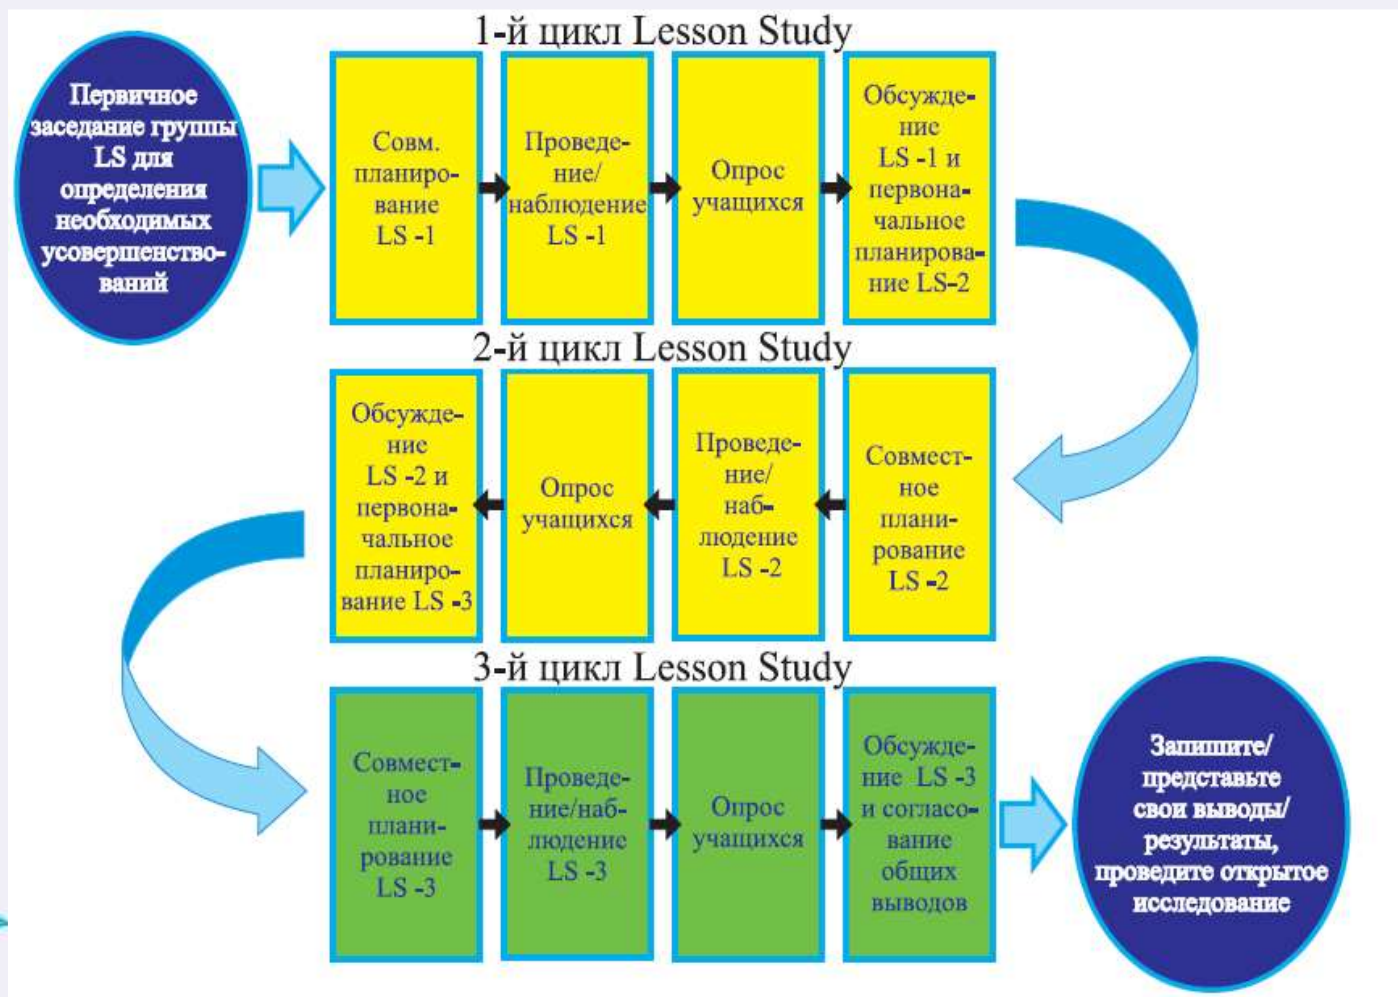 1-й цикл Lesson Study
Первичное
заседание группы
LS для
определения
необходимых
усовершенство-
ваний
Совм.
планиро-
вание
LS -1
Проведе-
ние/
наблюдение
LS -1
Опрос
учащихся
Обсужде-
ние
LS -1 и
первона-
чальное
планирова-
ние LS-2
2-й цикл Lesson Study
Совмест-
ное
плани-
рование
LS -2
Проведе-
ние/
наб-
людение
LS -2
Опрос
учащихся
Обсужде-
ние
LS -2 и
первона-
чальное
планиро-
вание LS -3
3-й цикл Lesson Study
Совмест-
ное
плани-
рование
LS -3
Проведе-
ние/наб-
людение
LS -3
Опрос
учащихся
Обсужде-
ние LS -3
и согласо-
вание
общих
выводов
Запишите/
представьте
свои выводы/
результаты,
проведите открытое
исследование